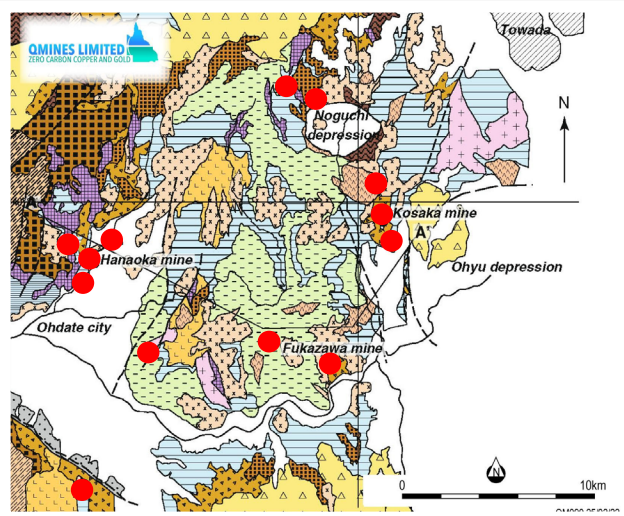 QMINES LIMITED
ZERO CARBON COPPER AND GOLD
Towada
N
Noguchi
depression
A
Kosaka mine
A'
Hanaoka mine
Ohyu depression
Ohdate city
Fukazawa mine
0
10km
N